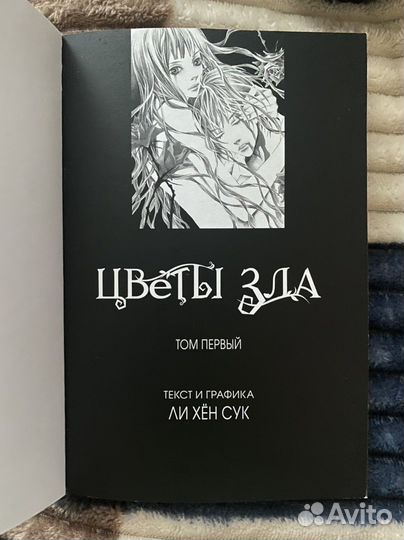 ЦВеТЫ ЗЛА
ТОМ ПЕРВЫЙ
ТЕКСТ И ГРАФИКА
ЛИ ХЁН СУК
Avito